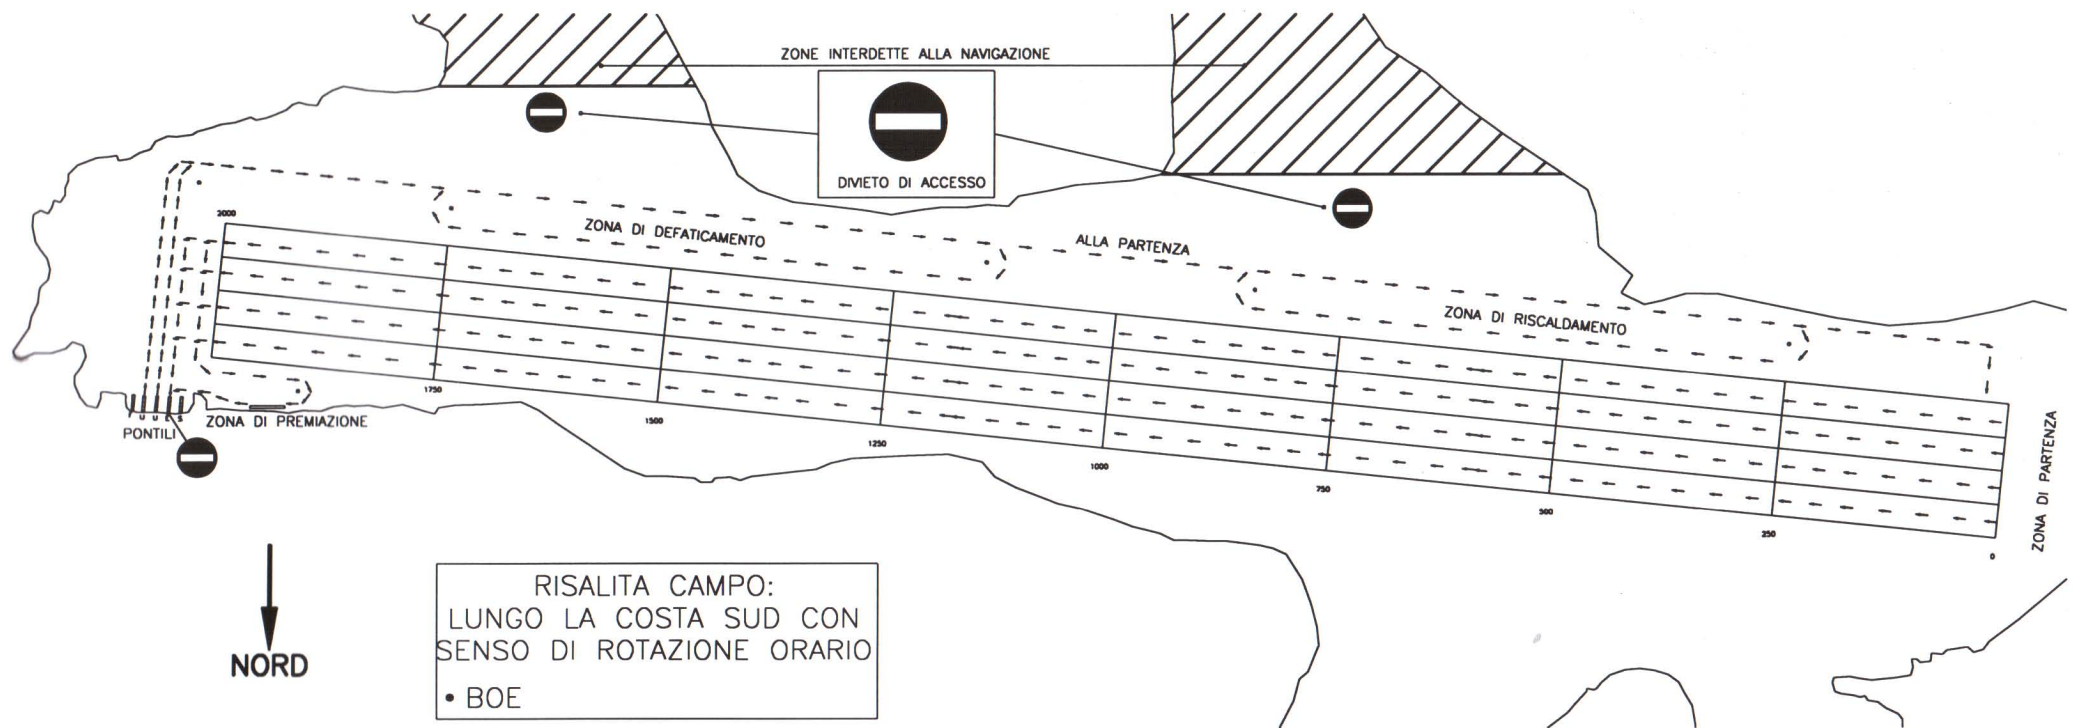 ZONE INTERDETTE ALLA NAVIGAZIONE
DIVIETO DI ACCESSO
2000
ZONA DI DEFATICAMENTO
ALLA PARTENZA
ZONA DI RISCALDAMENTO
1750
1500
1250
1000
750
500
250
0
ZONA DI PARTENZA
ZONA DI PREMIAZIONE
PONTILI
NORD
RISALITA CAMPO:
LUNGO LA COSTA SUD CON
SENSO DI ROTAZIONE ORARIO
• BOE